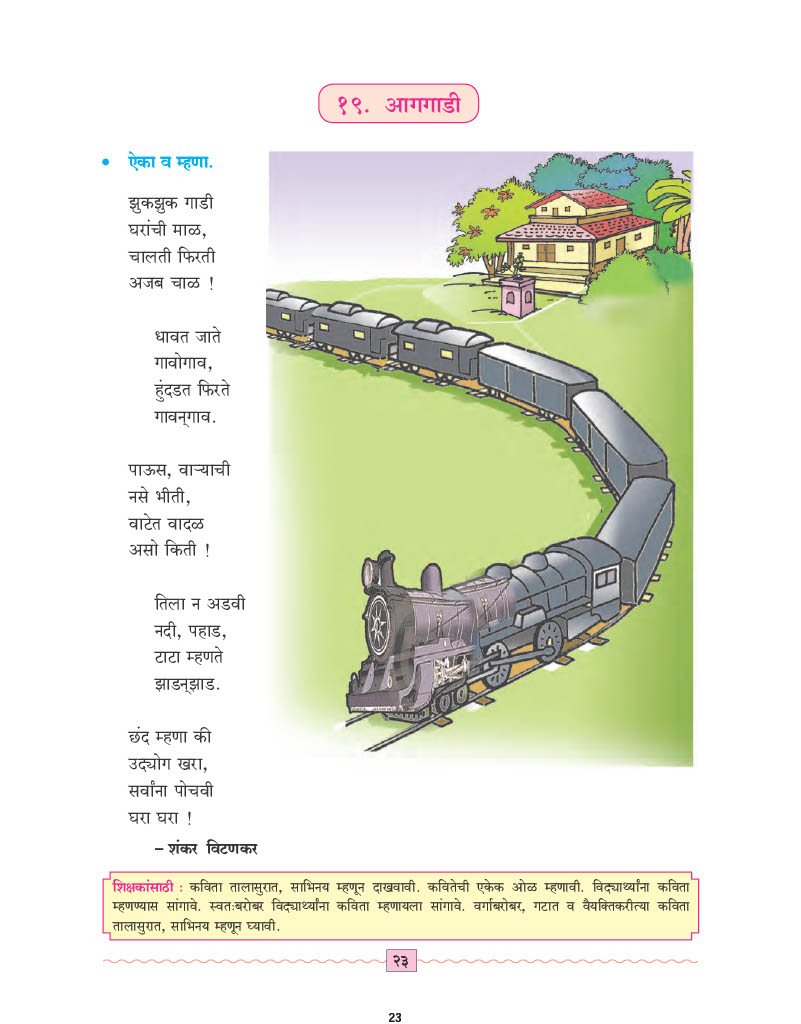 १९. आगगाडी
• ऐका व म्हणा.
झुकझुक गाडी
घरांची माळ,
चालती फिरती
अजब चाळ !
धावत जाते
गावोगाव,
हुंदडत फिरते
गावन्‌गाव.
पाऊस, वाऱ्याची
नसे भीती,
वाटेत वादळ
असो किती !
तिला न अडवी
नदी, पहाड,
टाटा म्हणते
झाडन्‌झाड.
छंद म्हणा की
उद्योग खरा,
सर्वांना पोचवी
घरा घरा !
– शंकर विटणकर
शिक्षकांसाठी : कविता तालासुरात, साभिनय म्हणून दाखवावी. कवितेची एकेक ओळ म्हणावी. विद्यार्थ्यांना कविता
म्हणण्यास सांगावे. स्वतःबरोबर विद्यार्थ्यांना कविता म्हणायला सांगावे. वर्गाबरोबर, गटात व वैयक्तिकरीत्या कविता
तालासुरात, साभिनय म्हणून घ्यावी.
२३
23